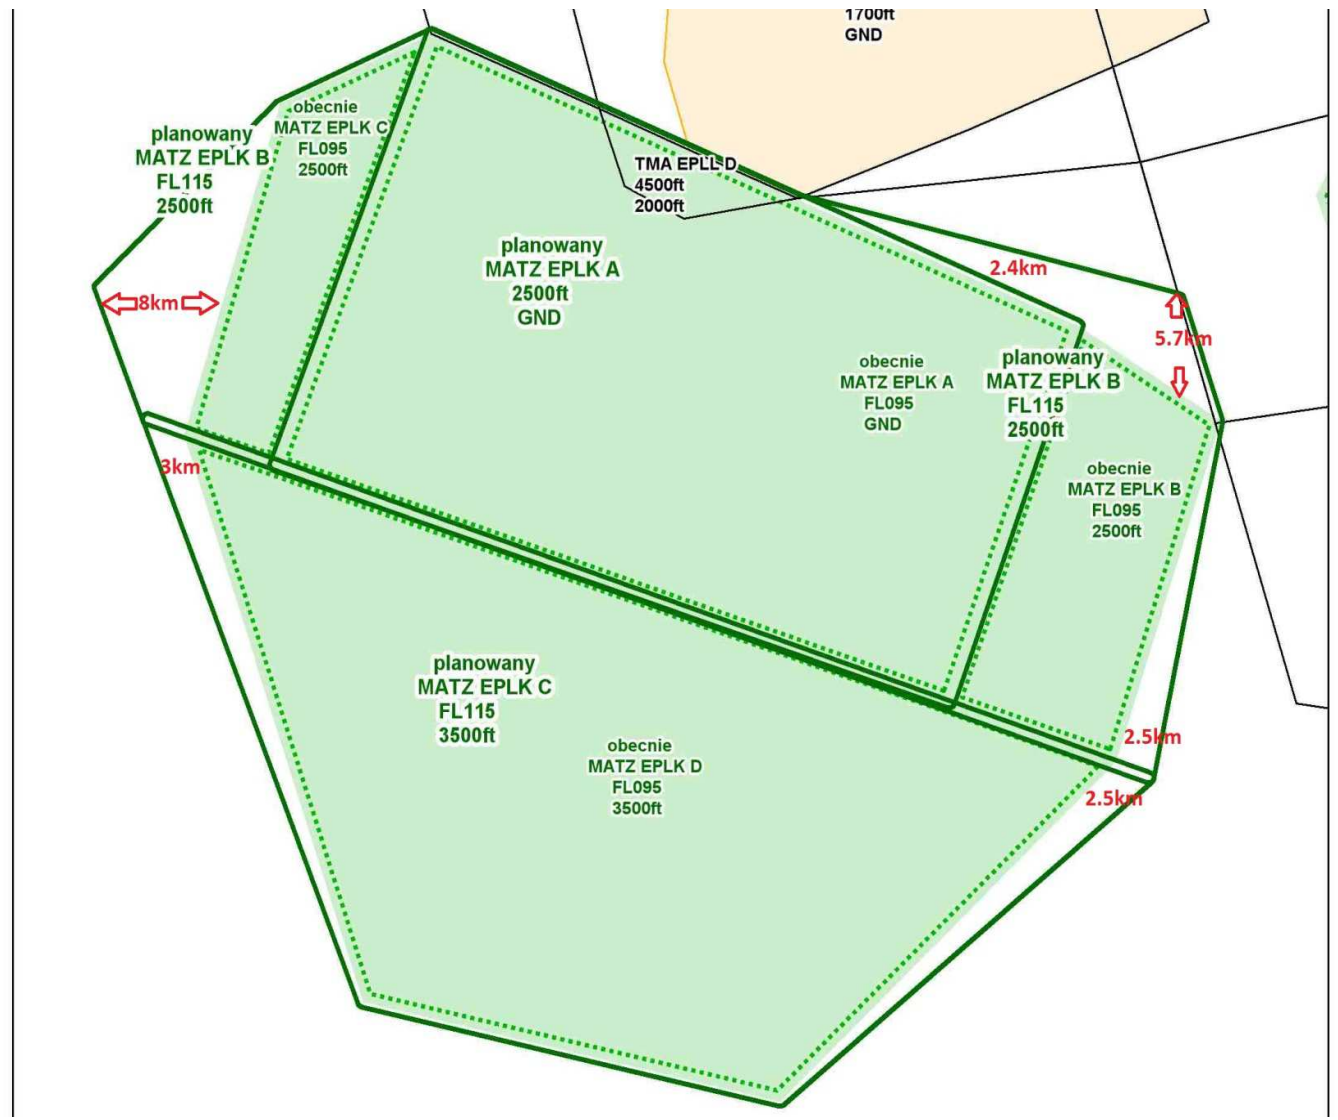 1700ft
GND
obecnie
MATZ EPLK C
FL095
2500ft
planowany
MATZ EPLK B
FL115
2500ft
TMA EPLL D
4500ft
2000ft
planowany
MATZ EPLK A
2500ft
GND
2.4km
8km
5.7km
obecnie
MATZ EPLK A
FL095
GND
planowany
MATZ EPLK B
FL115
2500ft
3km
obecnie
MATZ EPLK B
FL095
2500ft
planowany
MATZ EPLK C
FL115
3500ft
obecnie
MATZ EPLK D
FL095
3500ft
2.5km
2.5km